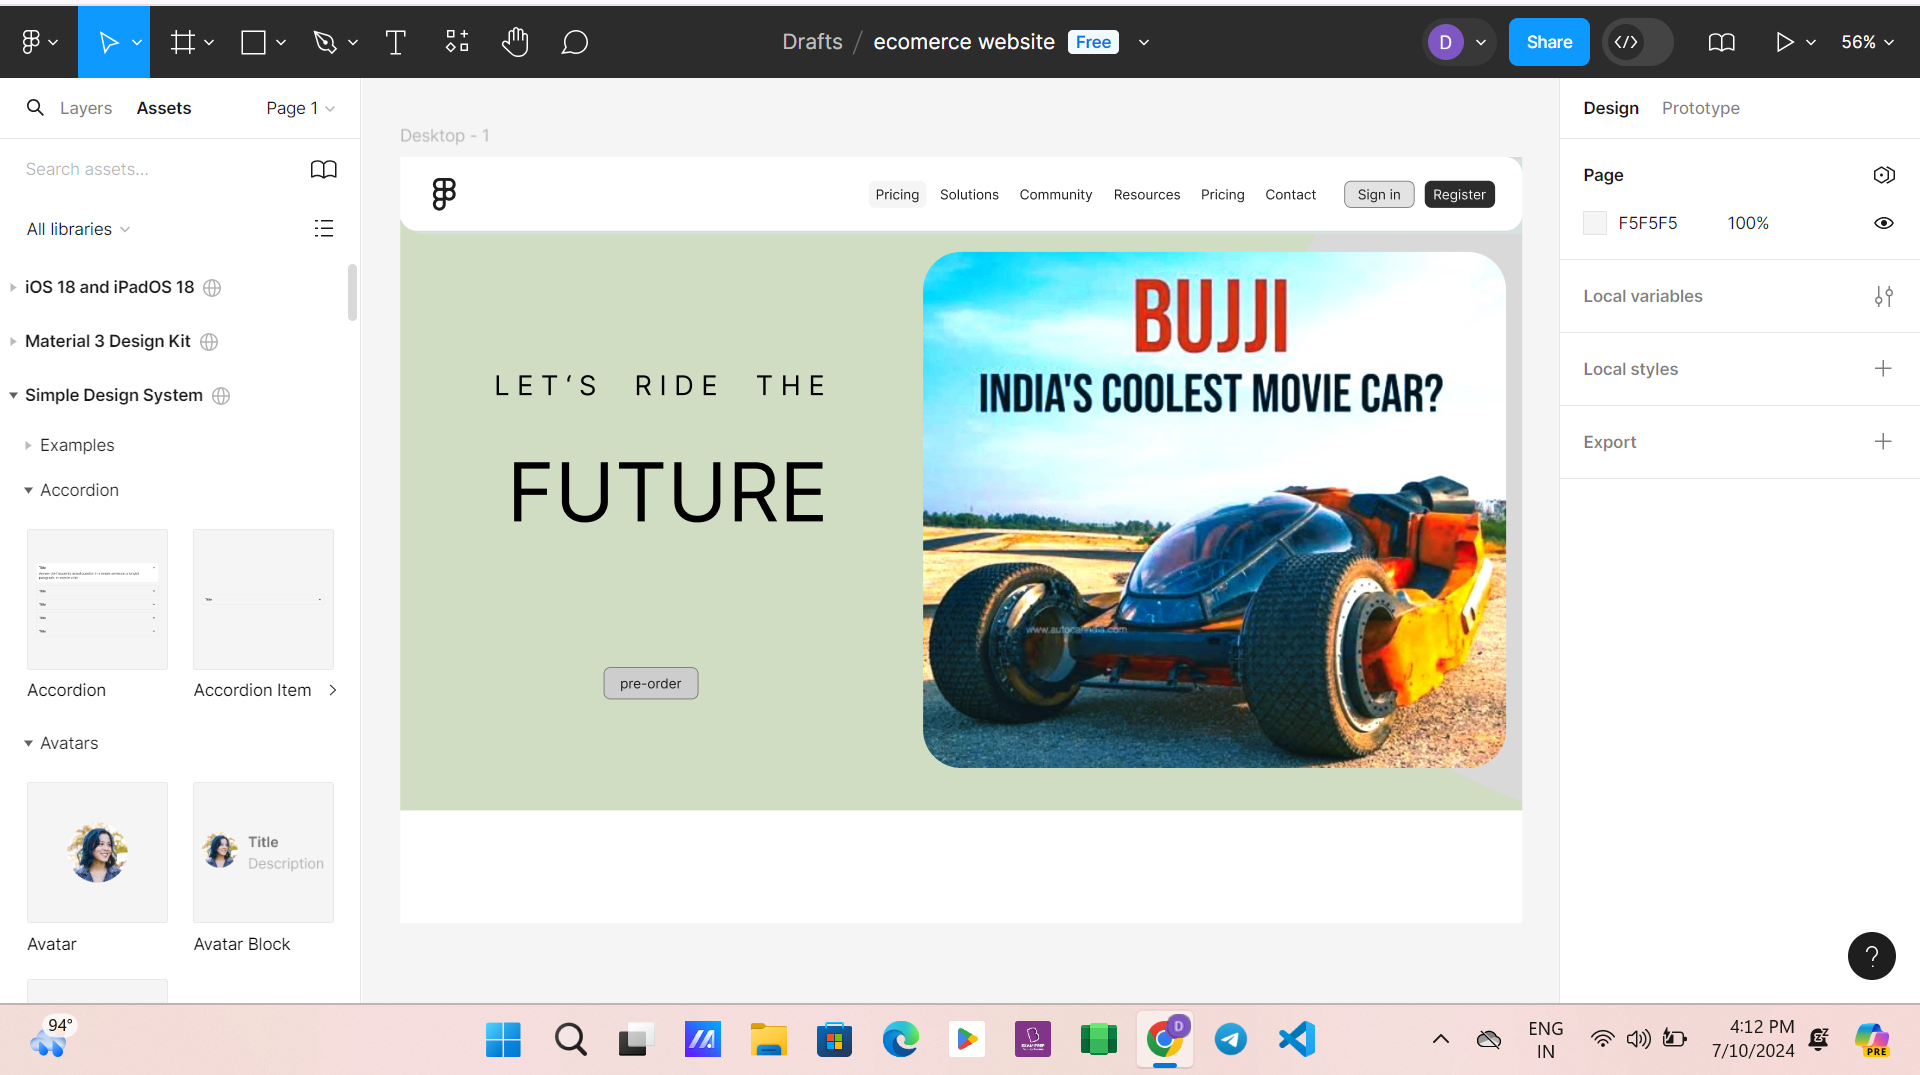 Drafts / ecomerce website Free
D
Share
56%
Layers Assets Page 1
Search assets...
All libraries
iOS 18 and iPadOS 18
Material 3 Design Kit
Simple Design System
Examples
Accordion
Accordion
Accordion Item
Avatars
Title
Description
Avatar
Avatar Block
Desktop - 1
Pricing Solutions Community Resources Pricing Contact Sign in Register
LET‘S RIDE THE
FUTURE
pre-order
BUJJI
INDIA'S COOLEST MOVIE CAR?
www.autocarindia.com
Design Prototype
Page
F5F5F5 100%
Local variables
Local styles
Export
?
94°
D
ENG
IN
4:12 PM
7/10/2024
PRE